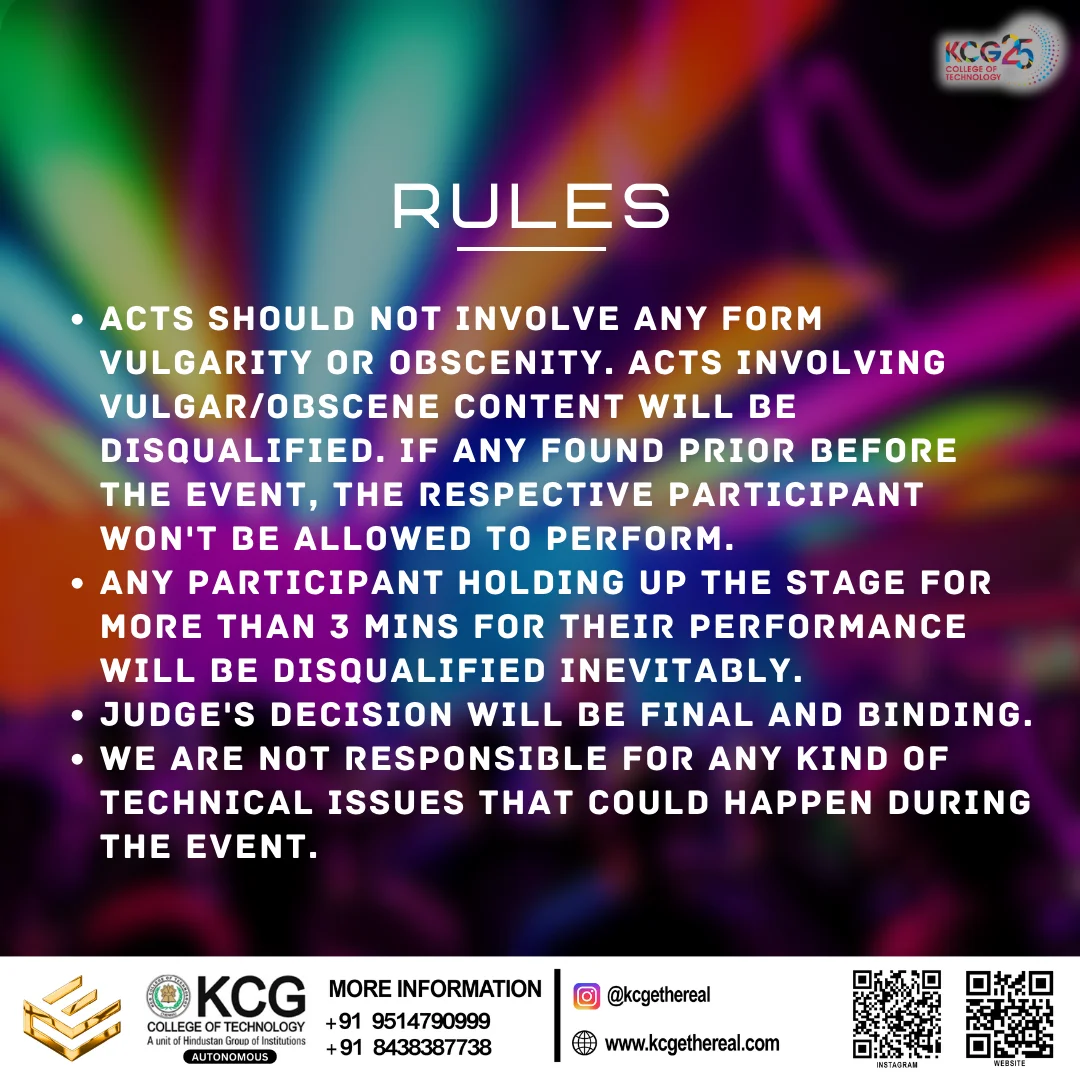 KCG25
COLLEGE OF
TECHNOLOGY
RULES
• ACTS SHOULD NOT INVOLVE ANY FORM
VULGARITY OR OBSCENITY. ACTS INVOLVING
VULGAR/OBSCENE CONTENT WILL BE
DISQUALIFIED. IF ANY FOUND PRIOR BEFORE
THE EVENT, THE RESPECTIVE PARTICIPANT
WON'T BE ALLOWED TO PERFORM.
• ANY PARTICIPANT HOLDING UP THE STAGE FOR
MORE THAN 3 MINS FOR THEIR PERFORMANCE
WILL BE DISQUALIFIED INEVITABLY.
• JUDGE'S DECISION WILL BE FINAL AND BINDING.
• WE ARE NOT RESPONSIBLE FOR ANY KIND OF
TECHNICAL ISSUES THAT COULD HAPPEN DURING
THE EVENT.
KCG
COLLEGE OF TECHNOLOGY
A unit of Hindustan Group of Institutions
AUTONOMOUS
MORE INFORMATION
+91 9514790999
+91 8438387738
@kcgethereal
www.kcgethereal.com
INSTAGRAM
WEBSITE